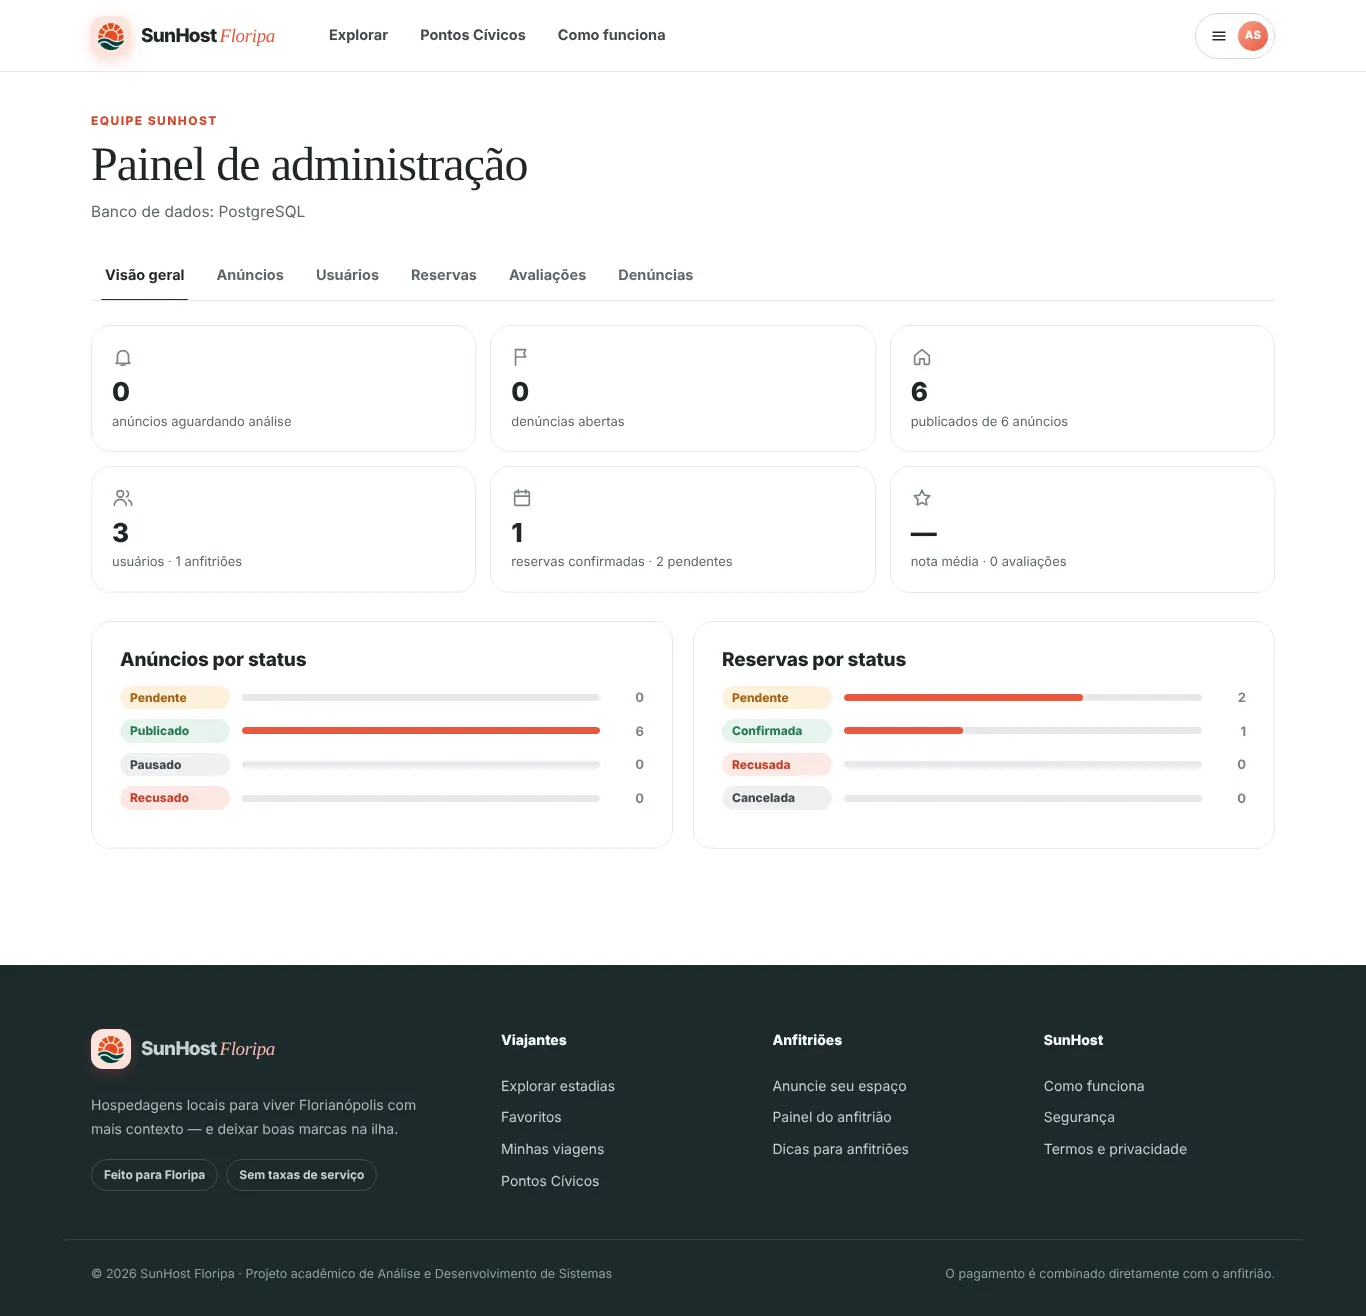 SunHost Floripa
Explorar
Pontos Cívicos
Como funciona
AS
EQUIPE SUNHOST
Painel de administração
Banco de dados: PostgreSQL
Visão geral
Anúncios
Usuários
Reservas
Avaliações
Denúncias
0
anúncios aguardando análise
0
denúncias abertas
6
publicados de 6 anúncios
3
usuários · 1 anfitriões
1
reservas confirmadas · 2 pendentes
—
nota média · 0 avaliações
Anúncios por status
Pendente 0
Publicado 6
Pausado 0
Recusado 0
Reservas por status
Pendente 2
Confirmada 1
Recusada 0
Cancelada 0
SunHost Floripa
Hospedagens locais para viver Florianópolis com
mais contexto — e deixar boas marcas na ilha.
Feito para Floripa
Sem taxas de serviço
Viajantes
Explorar estadias
Favoritos
Minhas viagens
Pontos Cívicos
Anfitriões
Anuncie seu espaço
Painel do anfitrião
Dicas para anfitriões
SunHost
Como funciona
Segurança
Termos e privacidade
© 2026 SunHost Floripa · Projeto acadêmico de Análise e Desenvolvimento de Sistemas
O pagamento é combinado diretamente com o anfitrião.